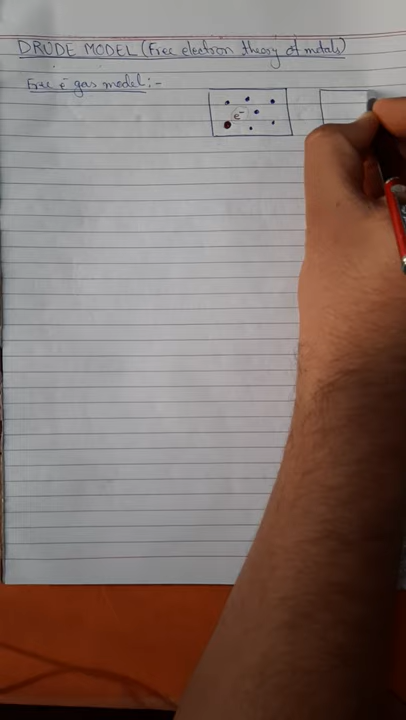 DRUDE MODEL (Free electron theory of metals)
Free e⁻ gas model:-
e⁻